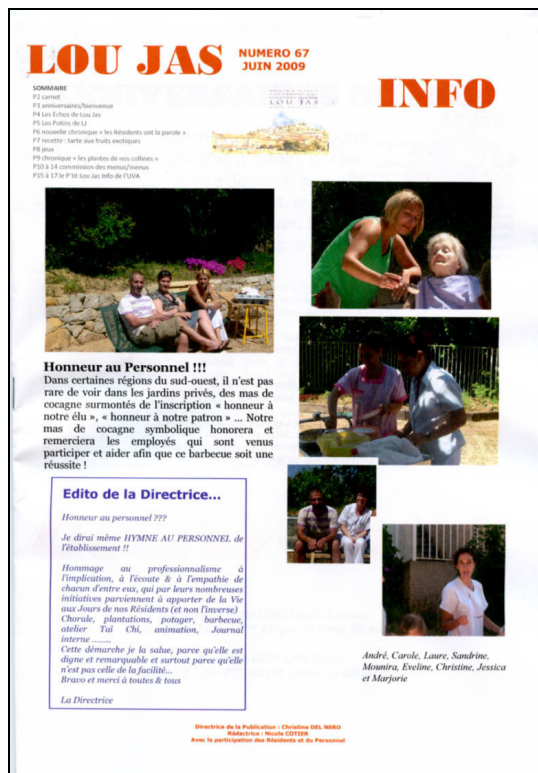 LOU JAS
NUMERO 67
JUIN 2009
INFO
SOMMAIRE
P2 carnet
P3 anniversaires/bienvenue
P4 Les Echos de Lou Jas
P5 Les Potins de LJ
P6 nouvelle chronique « les Résidents ont la parole »
P7 recette : tarte aux fruits exotiques
P8 jeux
P9 chronique « les plantes de nos collines »
P10 à 14 commission des menus/menus
P15 à 17 le P'tit Lou Jas Info de l'UVA
LOU JAS
Honneur au Personnel !!!
Dans certaines régions du sud-ouest, il n'est pas
rare de voir dans les jardins privés, des mas de
cocagne surmontés de l'inscription « honneur à
notre élu », « honneur à notre patron » ... Notre
mas de cocagne symbolique honorera et
remerciera les employés qui sont venus
participer et aider afin que ce barbecue soit une
réussite !
Edito de la Directrice...
Honneur au personnel ???
Je dirai même HYMNE AU PERSONNEL de
l'établissement !!
Hommage au professionnalisme à
l'implication, à l'écoute & à l'empathie de
chacun d'entre eux, qui par leurs nombreuses
initiatives parviennent à apporter de la Vie
aux Jours de nos Résidents (et non l'inverse)
Chorale, plantations, potager, barbecue,
atelier Tai Chi, animation, Journal
interne ........
Cette démarche je la salue, parce qu'elle est
digne et remarquable et surtout parce qu'elle
n'est pas celle de la facilité...
Bravo et merci à toutes & tous
La Directrice
André, Carole, Laure, Sandrine,
Mounira, Eveline, Christine, Jessica
et Marjorie
Directrice de la Publication : Christine DEL NERO
Rédactrice : Nicole COTIER
Avec la participation des Résidents et du Personnel